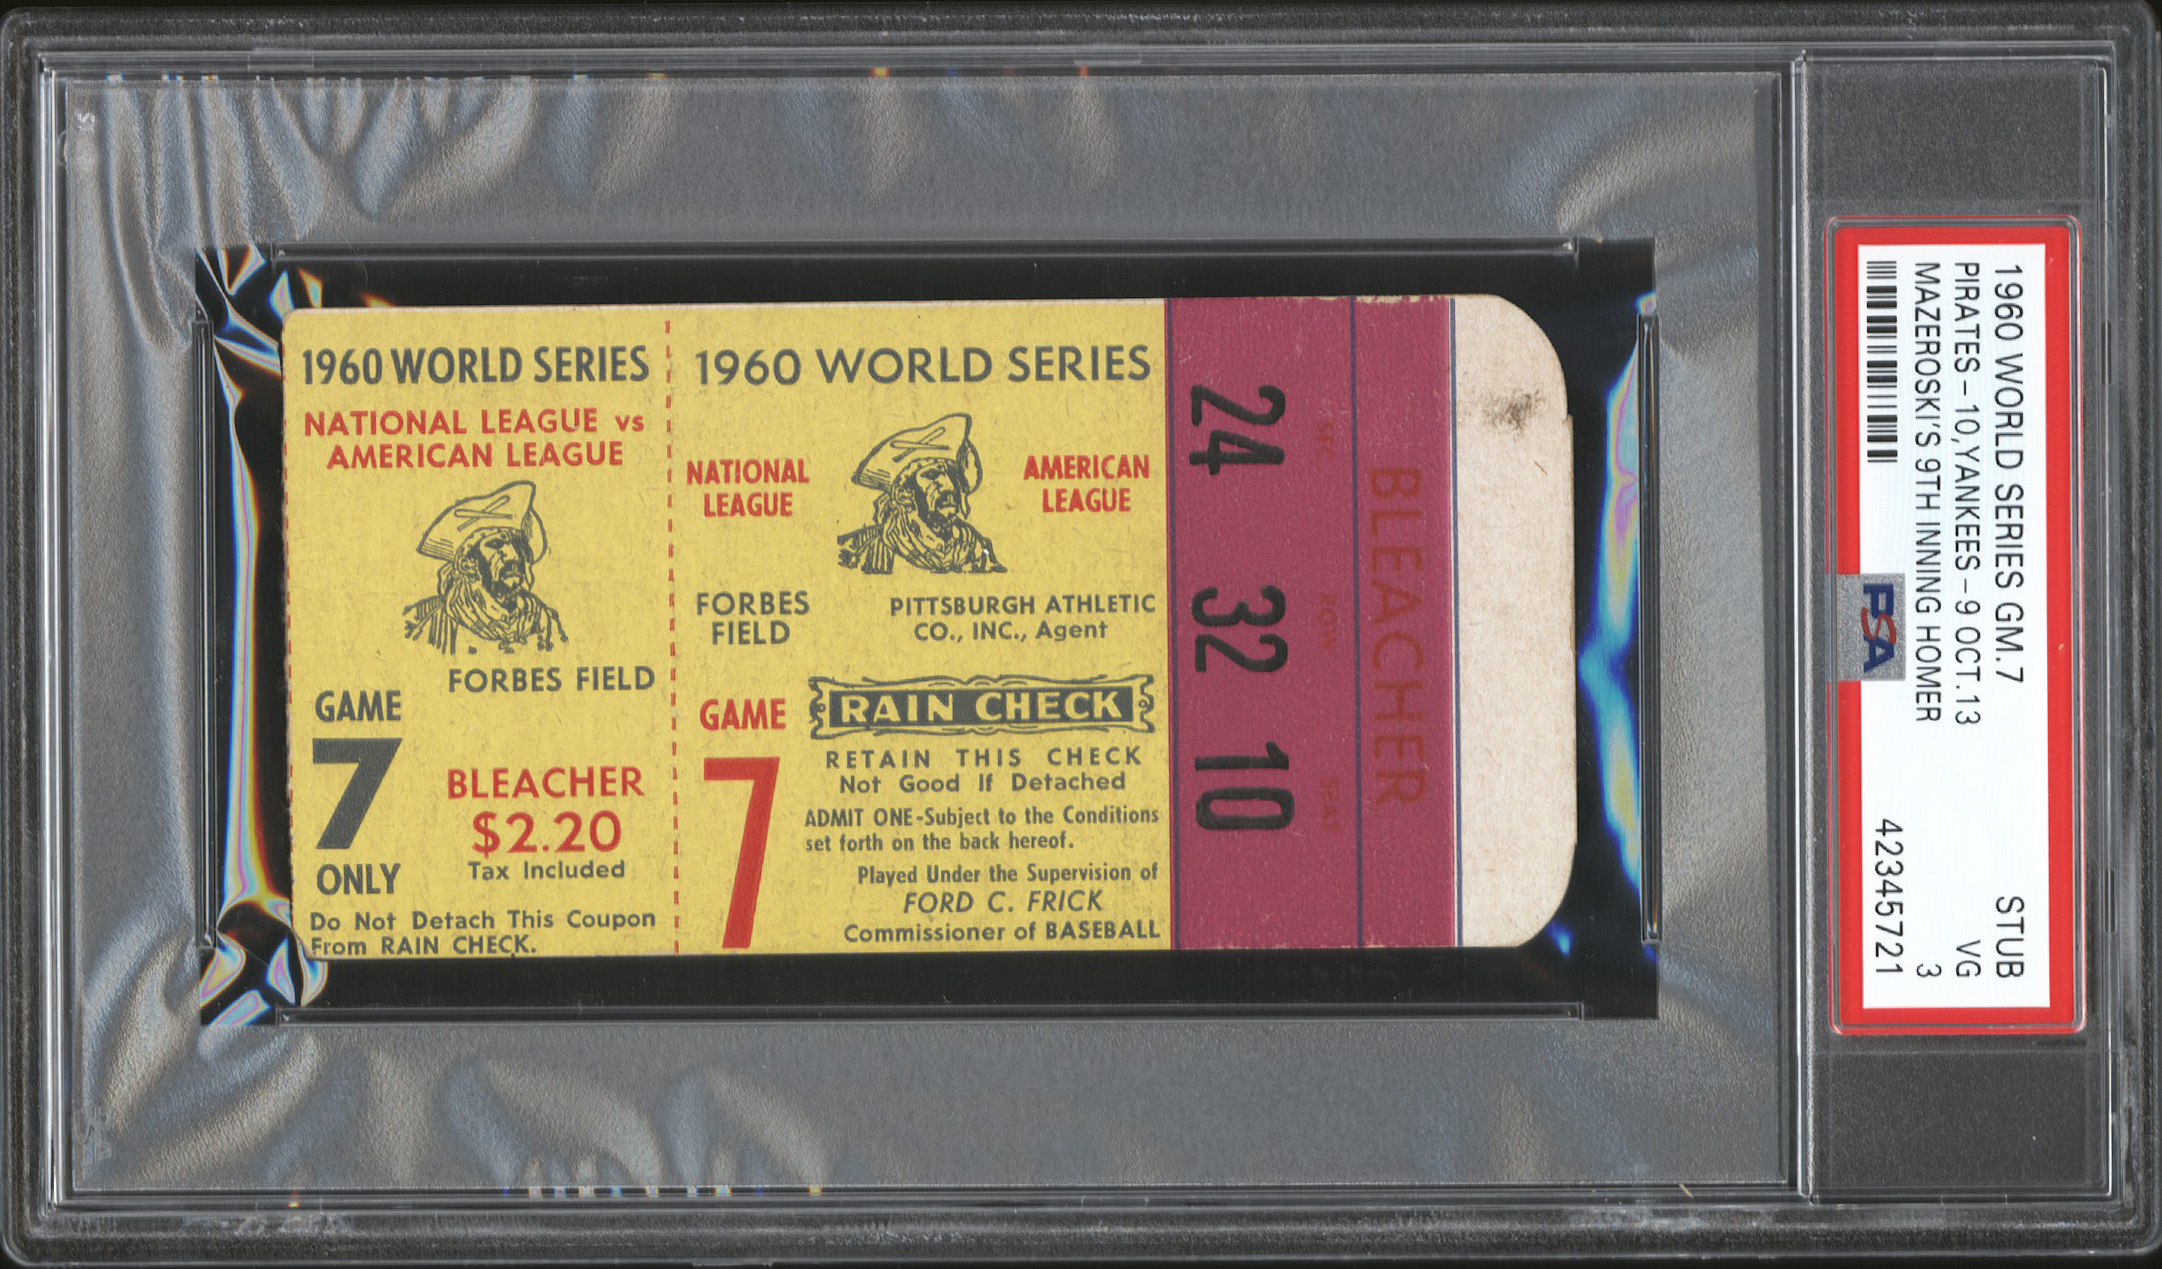 1960 WORLD SERIES
NATIONAL LEAGUE vs
AMERICAN LEAGUE
FORBES FIELD
GAME
7
ONLY
BLEACHER
$2.20
Tax Included
Do Not Detach This Coupon
From RAIN CHECK.
1960 WORLD SERIES
NATIONAL
LEAGUE
AMERICAN
LEAGUE
FORBES
FIELD
PITTSBURGH ATHLETIC
CO., INC., Agent
GAME
7
RAIN CHECK
RETAIN THIS CHECK
Not Good If Detached
ADMIT ONE-Subject to the Conditions
set forth on the back hereof.
Played Under the Supervision of
FORD C. FRICK
Commissioner of BASEBALL
BLEACHER
SEC ROW SEAT
24 32 10
1960 WORLD SERIES GM.7 STUB
PIRATES-10,YANKEES-9 OCT.13 VG
MAZEROSKI'S 9TH INNING HOMER 3
PSA
42345721